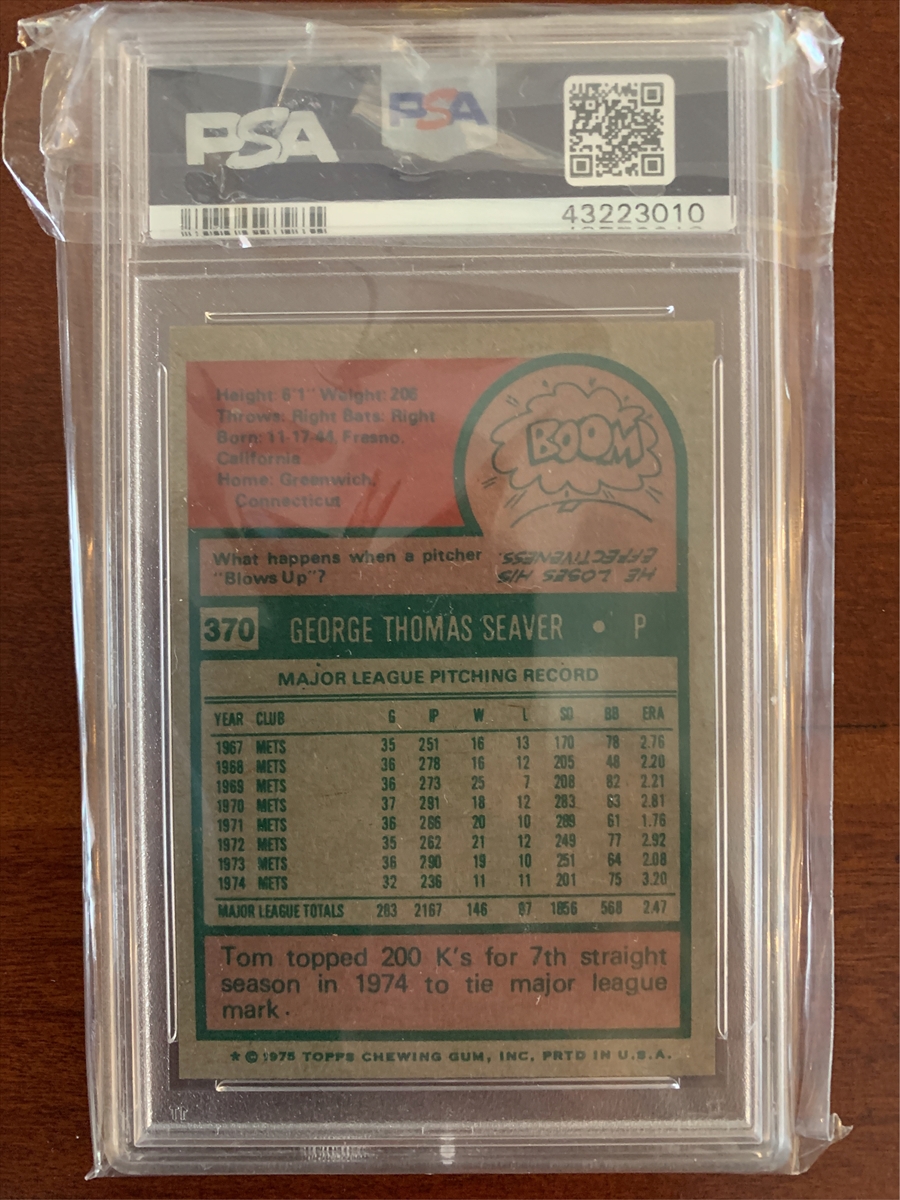 PSA PSA
43223010
Height: 6'1" Weight: 206
Throws: Right Bats: Right
Born: 11-17-44, Fresno,
California
Home: Greenwich,
Connecticut
BOOM
What happens when a pitcher
"Blows Up"?
HE LOSES HIS
EFFECTIVENESS.
370 GEORGE THOMAS SEAVER • P
MAJOR LEAGUE PITCHING RECORD
YEAR CLUB G IP W L SO BB ERA
1967 METS 35 251 16 13 170 78 2.76
1968 METS 36 278 16 12 205 48 2.20
1969 METS 36 273 25 7 208 82 2.21
1970 METS 37 291 18 12 283 83 2.81
1971 METS 36 286 20 10 289 61 1.76
1972 METS 35 262 21 12 249 77 2.92
1973 METS 36 290 19 10 251 64 2.08
1974 METS 32 236 11 11 201 75 3.20
MAJOR LEAGUE TOTALS 283 2167 146 87 1856 568 2.47
Tom topped 200 K's for 7th straight
season in 1974 to tie major league
mark.
* © 1975 TOPPS CHEWING GUM, INC. PRTD IN U.S.A.